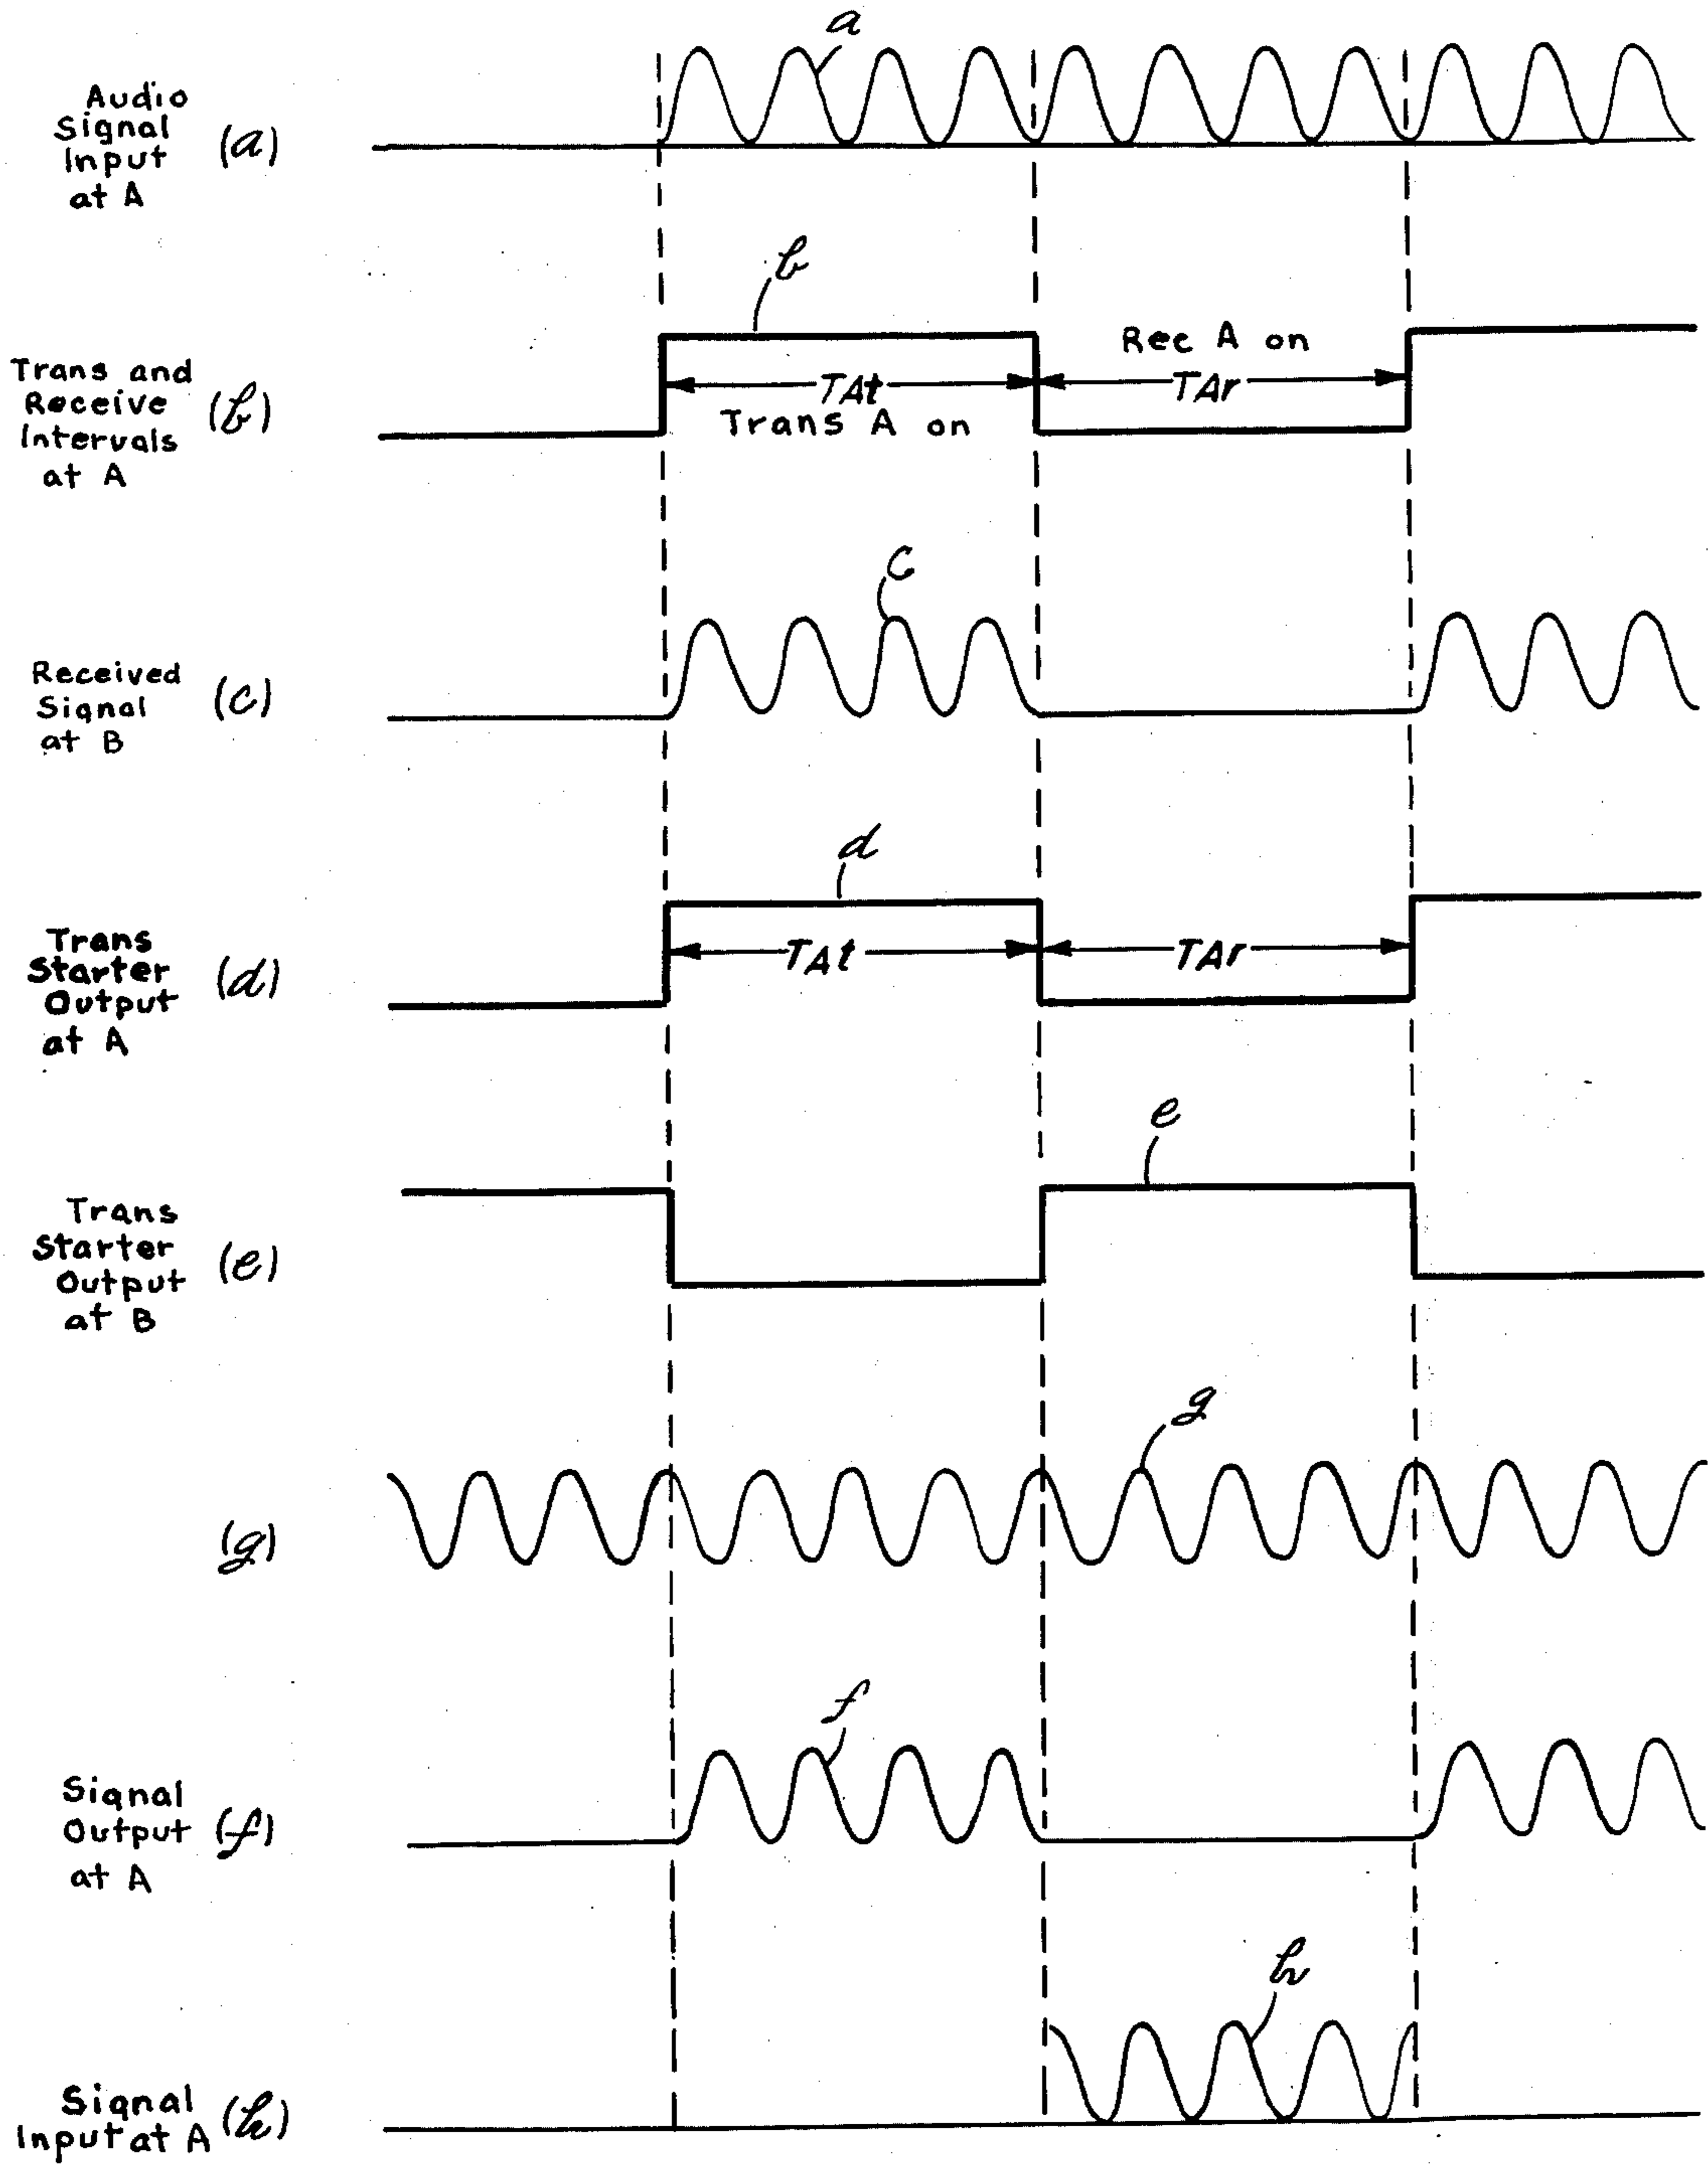 a
Audio
Signal
Input
at A
(a)
b
Trans and
Receive
Intervals
at A
(b)
Rec A on
TAt
TAr
Trans A on
c
Received
Signal
at B
(c)
d
Trans
Starter
Output
at A
(d)
TAt
TAr
e
Trans
Starter
Output
at B
(e)
g
(g)
f
Signal
Output
at A
(f)
h
Signal
Input at A
(h)